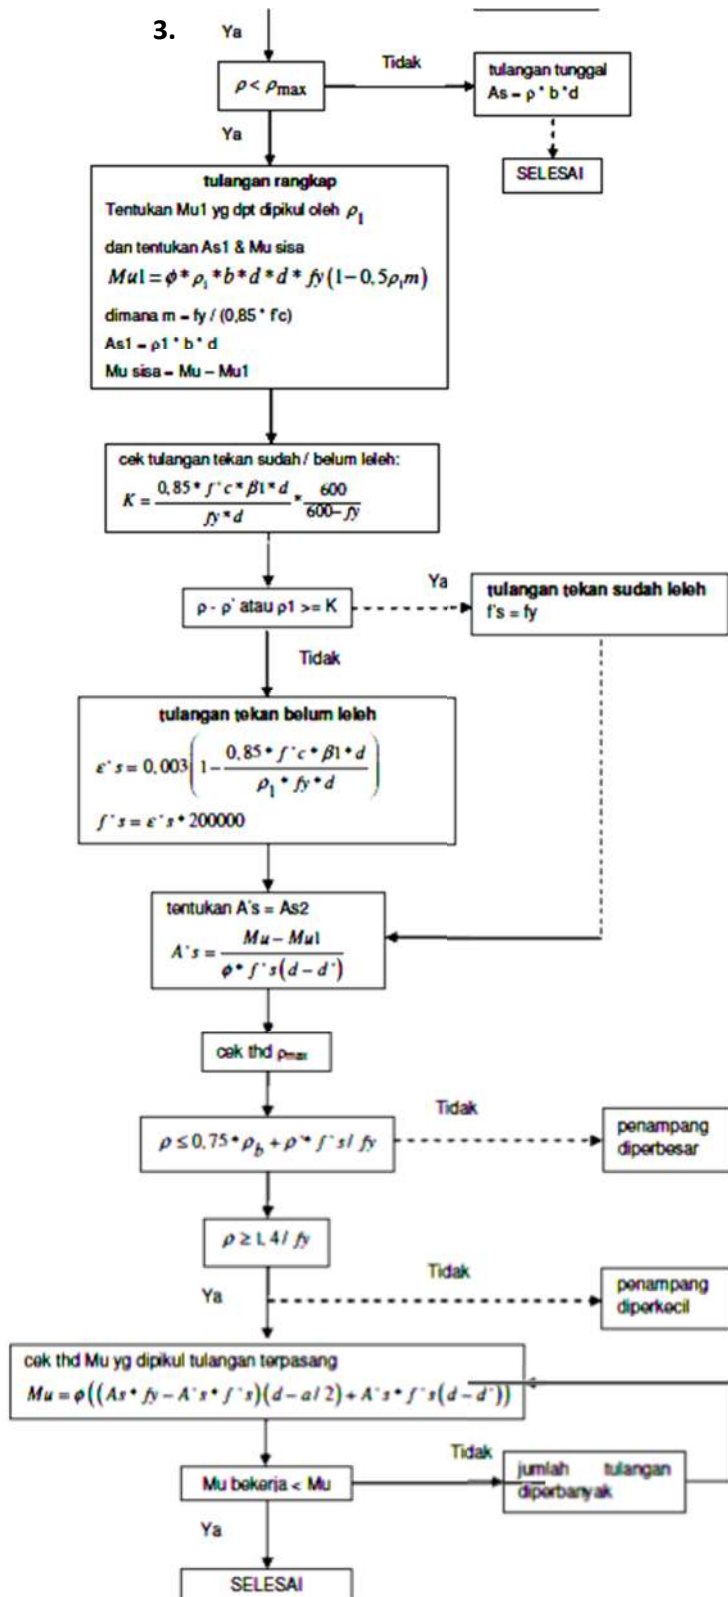 3.
Ya
ρ < ρmax
Tidak
tulangan tunggal
As = ρ * b * d
Ya
SELESAI
tulangan rangkap
Tentukan Mu1 yg dpt dipikul oleh ρ1
dan tentukan As1 & Mu sisa
Mu1 = ϕ * ρ1 * b * d * d * fy (1 − 0,5ρ1m)
dimana m = fy / (0,85 * f'c)
As1 = ρ1 * b * d
Mu sisa = Mu – Mu1
cek tulangan tekan sudah / belum leleh:
K = (0,85 * f'c * β1 * d) / (fy * d) * 600 / (600 − fy)
ρ - ρ' atau ρ1 >= K
Ya
tulangan tekan sudah leleh
f's = fy
Tidak
tulangan tekan belum leleh
ε's = 0,003 (1 − (0,85 * f'c * β1 * d) / (ρ1 * fy * d))
f's = ε's * 200000
tentukan A's = As2
A's = (Mu − Mu1) / (ϕ * f's (d − d'))
cek thd ρmax
ρ ≤ 0,75 * ρb + ρ' * f's / fy
Tidak
penampang
diperbesar
ρ ≥ 1,4 / fy
Ya
Tidak
penampang
diperkecil
cek thd Mu yg dipikul tulangan terpasang
Mu = ϕ ((As * fy − A's * f's)(d − a / 2) + A's * f's (d − d'))
Mu bekerja < Mu
Tidak
jumlah tulangan
diperbanyak
Ya
SELESAI